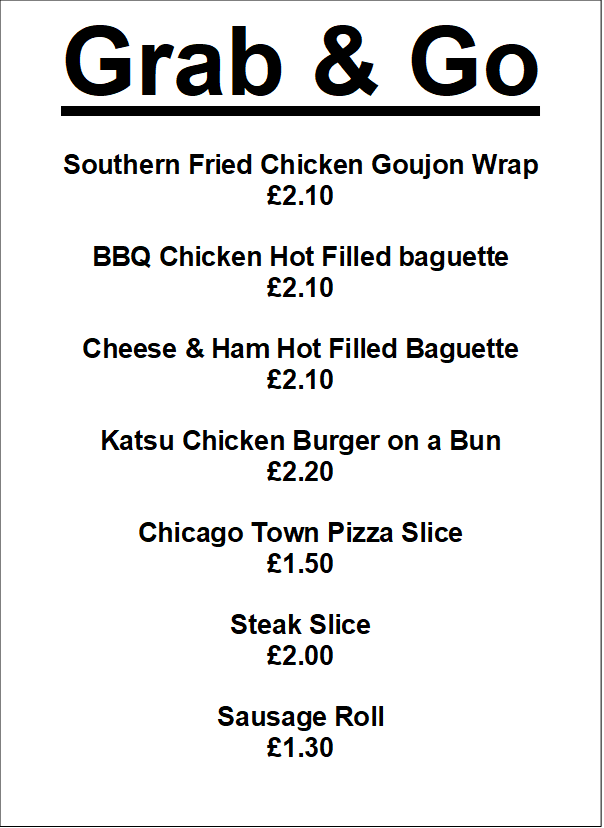 Grab & Go
Southern Fried Chicken Goujon Wrap
£2.10
BBQ Chicken Hot Filled baguette
£2.10
Cheese & Ham Hot Filled Baguette
£2.10
Katsu Chicken Burger on a Bun
£2.20
Chicago Town Pizza Slice
£1.50
Steak Slice
£2.00
Sausage Roll
£1.30